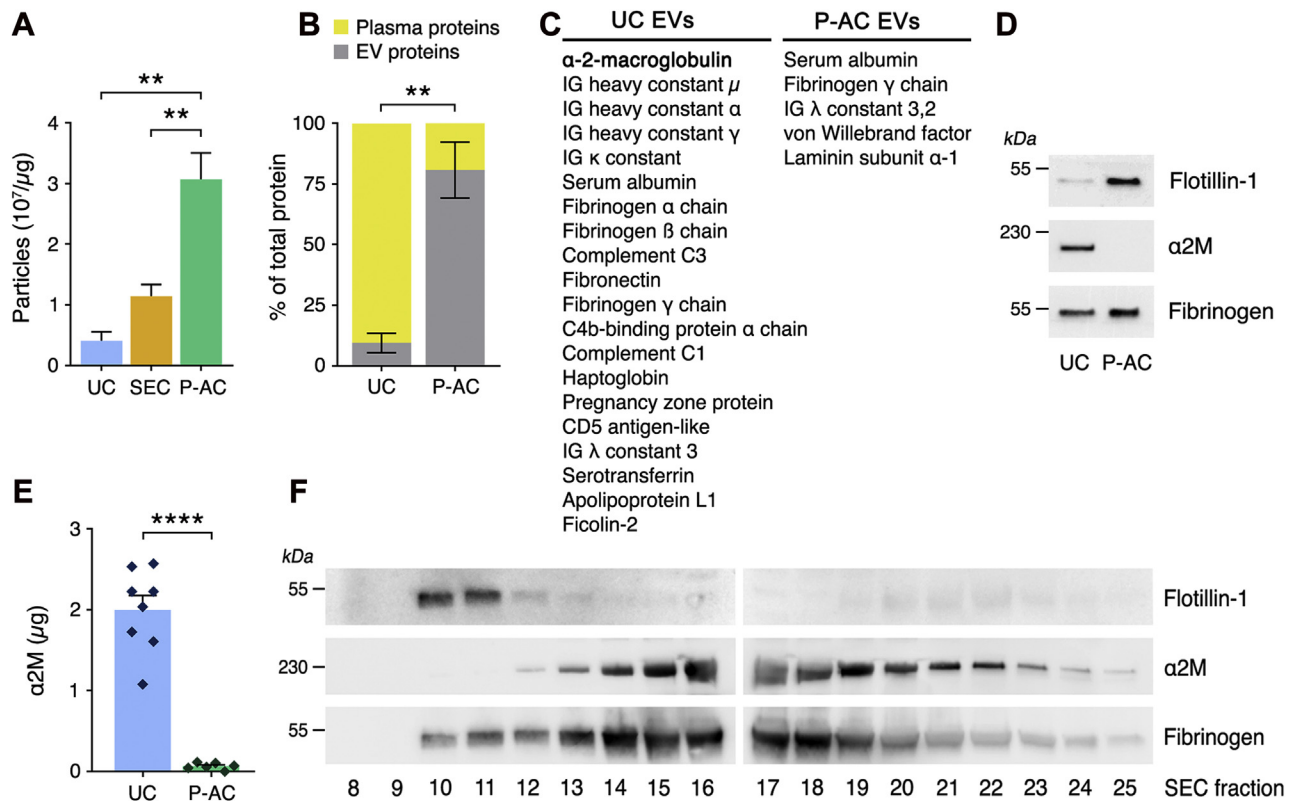 A
**
**
4
3
2
1
0
Particles (10⁷/µg)
UC SEC P-AC
B
Plasma proteins
EV proteins
**
100
75
50
25
0
% of total protein
UC P-AC
C
UC EVs
α-2-macroglobulin
IG heavy constant µ
IG heavy constant α
IG heavy constant γ
IG κ constant
Serum albumin
Fibrinogen α chain
Fibrinogen ß chain
Complement C3
Fibronectin
Fibrinogen γ chain
C4b-binding protein α chain
Complement C1
Haptoglobin
Pregnancy zone protein
CD5 antigen-like
IG λ constant 3
Serotransferrin
Apolipoprotein L1
Ficolin-2
P-AC EVs
Serum albumin
Fibrinogen γ chain
IG λ constant 3,2
von Willebrand factor
Laminin subunit α-1
D
kDa
55 Flotillin-1
230 α2M
55 Fibrinogen
UC P-AC
E
****
3
2
1
0
α2M (µg)
UC P-AC
F
kDa
55 Flotillin-1
230 α2M
55 Fibrinogen
8 9 10 11 12 13 14 15 16 17 18 19 20 21 22 23 24 25 SEC fraction